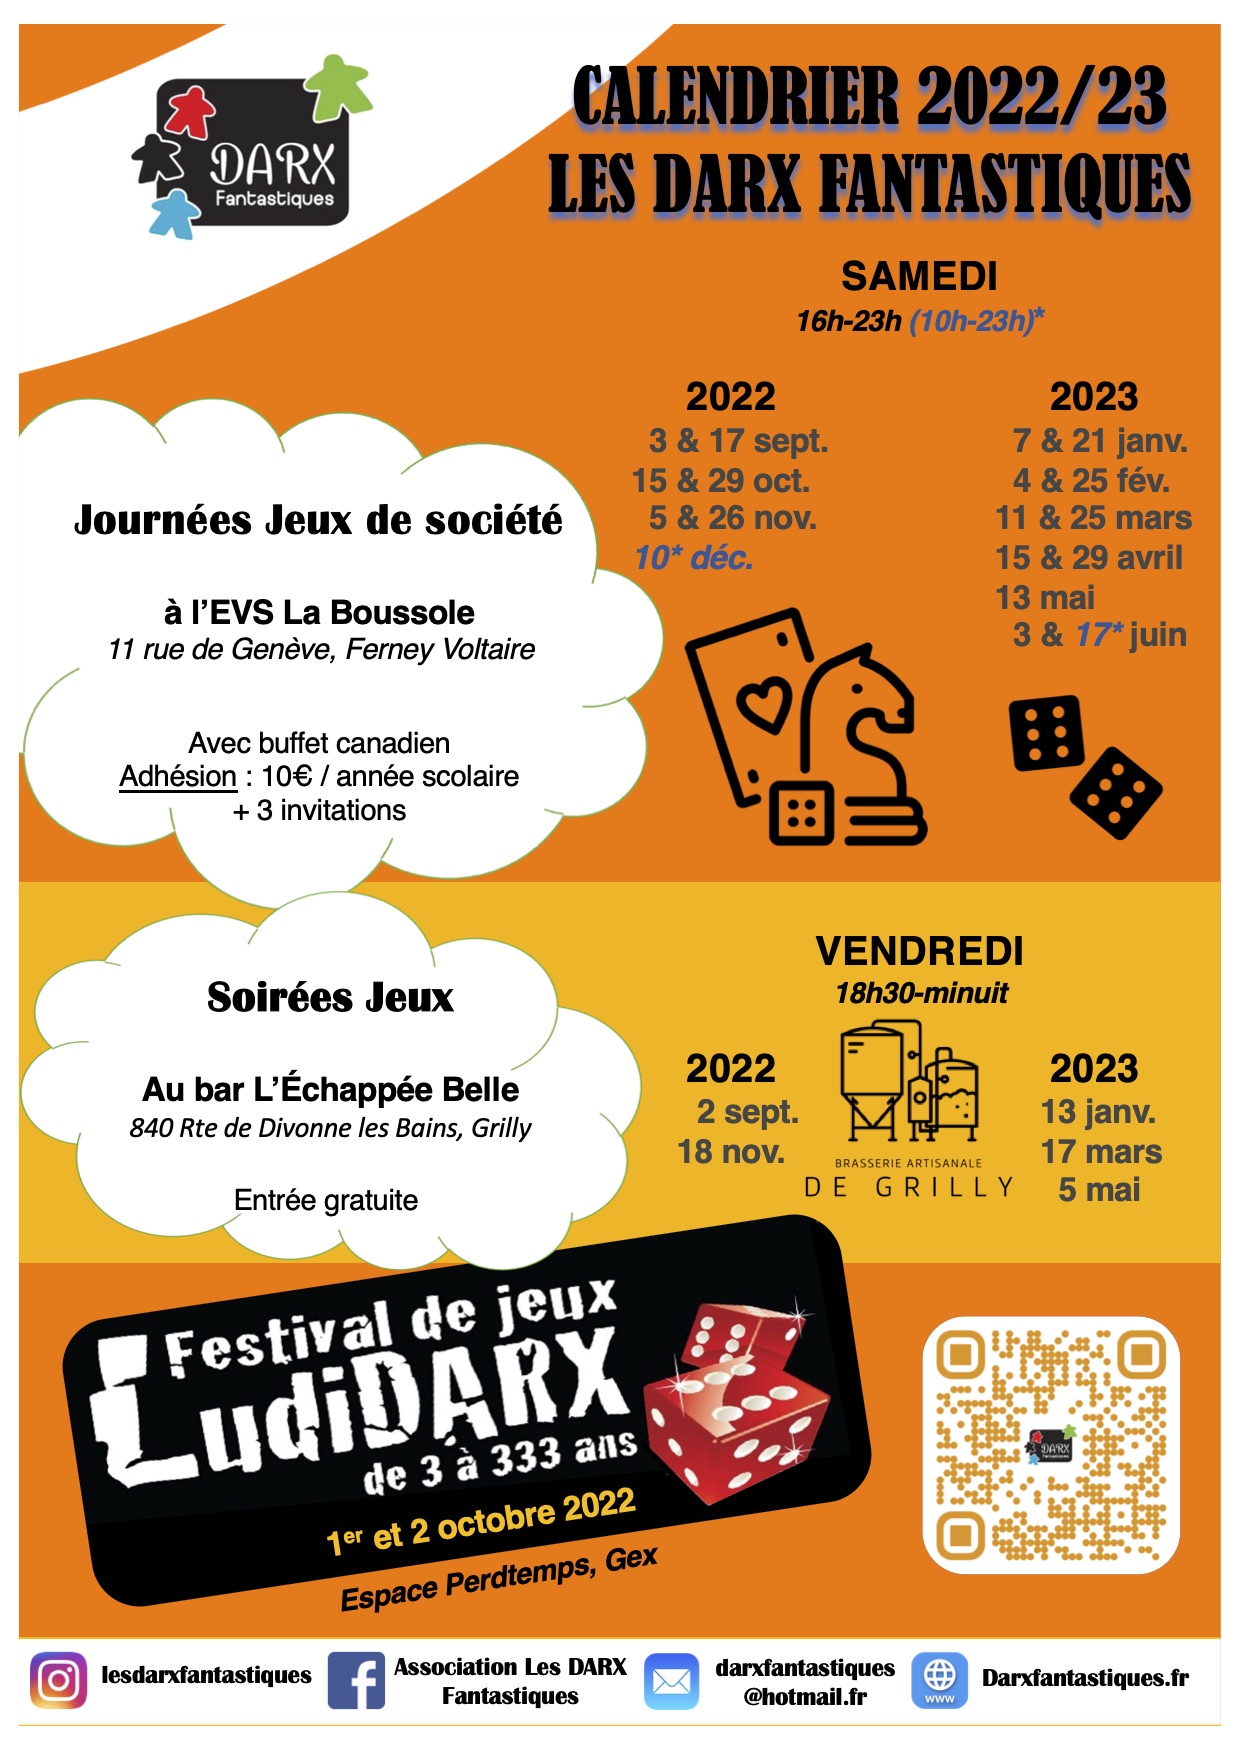 DARX
Fantastiques
CALENDRIER 2022/23
LES DARX FANTASTIQUES
SAMEDI
16h-23h (10h-23h)*
2022
3 & 17 sept.
15 & 29 oct.
5 & 26 nov.
10* déc.
2023
7 & 21 janv.
4 & 25 fév.
11 & 25 mars
15 & 29 avril
13 mai
3 & 17* juin
Journées Jeux de société
à l’EVS La Boussole
11 rue de Genève, Ferney Voltaire
Avec buffet canadien
Adhésion : 10€ / année scolaire
+ 3 invitations
Soirées Jeux
Au bar L’Échappée Belle
840 Rte de Divonne les Bains, Grilly
Entrée gratuite
VENDREDI
18h30-minuit
2022
2 sept.
18 nov.
BRASSERIE ARTISANALE
DE GRILLY
2023
13 janv.
17 mars
5 mai
Festival de jeux
LudiDARX
de 3 à 333 ans
1er et 2 octobre 2022
Espace Perdtemps, Gex
DARX
Fantastiques
lesdarxfantastiques
Association Les DARX
Fantastiques
darxfantastiques
@hotmail.fr
www
Darxfantastiques.fr